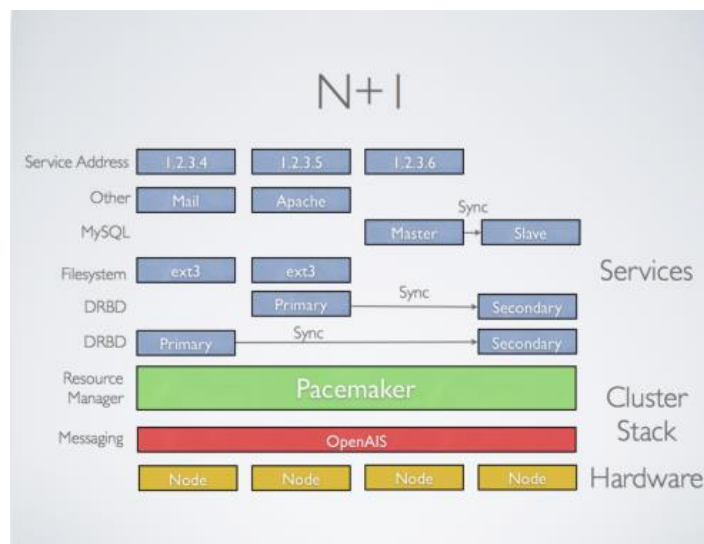 N+1
Service Address 1.2.3.4 1.2.3.5 1.2.3.6
Other Mail Apache
Sync
MySQL Master Slave
Services
Filesystem ext3 ext3
Sync
DRBD Primary Secondary
Sync
DRBD Primary Secondary
Resource Manager Pacemaker
Cluster Stack
Messaging OpenAIS
Node Node Node Node Hardware